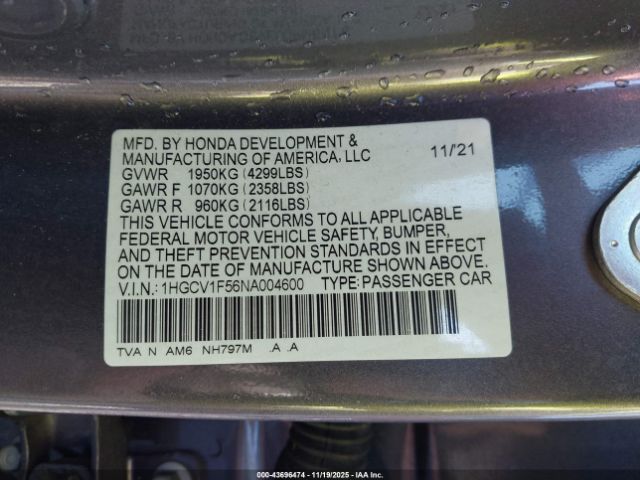 MFD. BY HONDA DEVELOPMENT &
MANUFACTURING OF AMERICA, LLC 11/'21
GVWR 1950KG (4299LBS)
GAWR F 1070KG (2358LBS)
GAWR R 960KG (2116LBS)
THIS VEHICLE CONFORMS TO ALL APPLICABLE
FEDERAL MOTOR VEHICLE SAFETY, BUMPER,
AND THEFT PREVENTION STANDARDS IN EFFECT
ON THE DATE OF MANUFACTURE SHOWN ABOVE.
V.I.N.: 1HGCV1F56NA004600 TYPE: PASSENGER CAR
TVA N AM6 NH797M .A .A
00 - 43696474 | 11/19/2025 - IAAI, Inc.